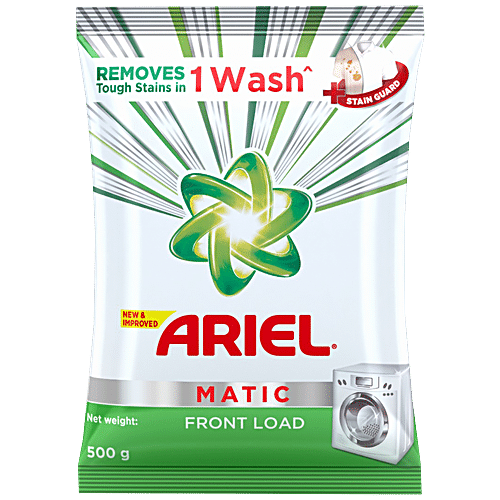 REMOVES
Tough Stains in
1 Wash^
STAIN GUARD
NEW &
IMPROVED
ARIEL®
MATIC
FRONT LOAD
Net weight:
500 g